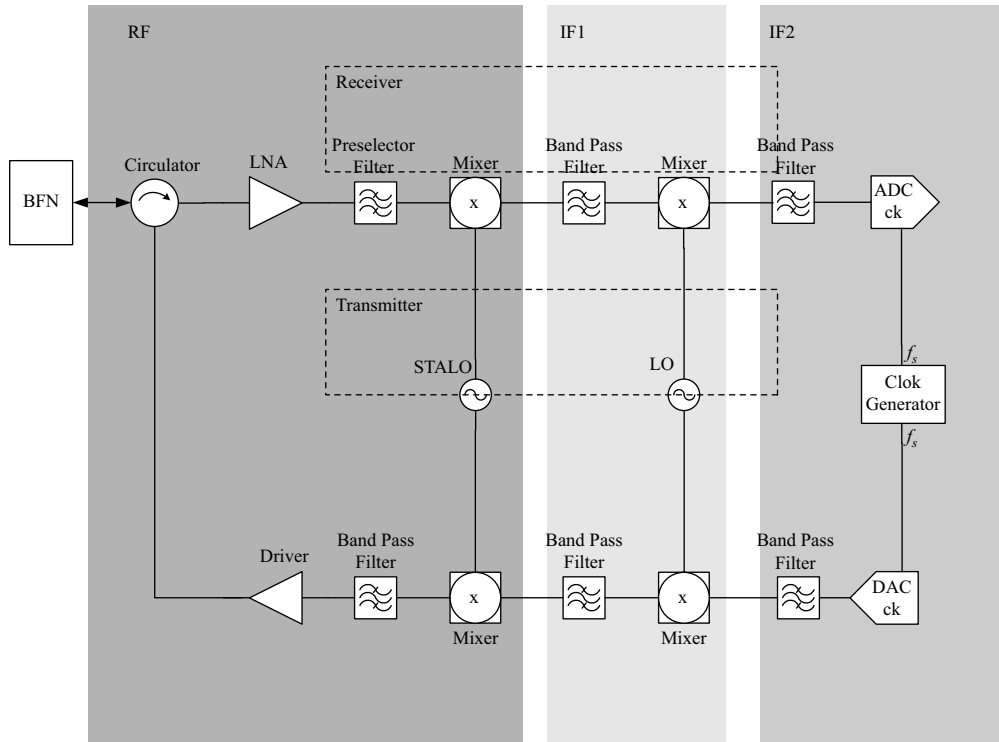 RF
IF1
IF2
Receiver
Circulator
LNA
Preselector
Filter
Mixer
Band Pass
Filter
Mixer
Band Pass
Filter
BFN
x
x
ADC
ck
Transmitter
STALO
LO
fs
Clok
Generator
fs
Driver
Band Pass
Filter
Band Pass
Filter
Band Pass
Filter
x
x
DAC
ck
Mixer
Mixer